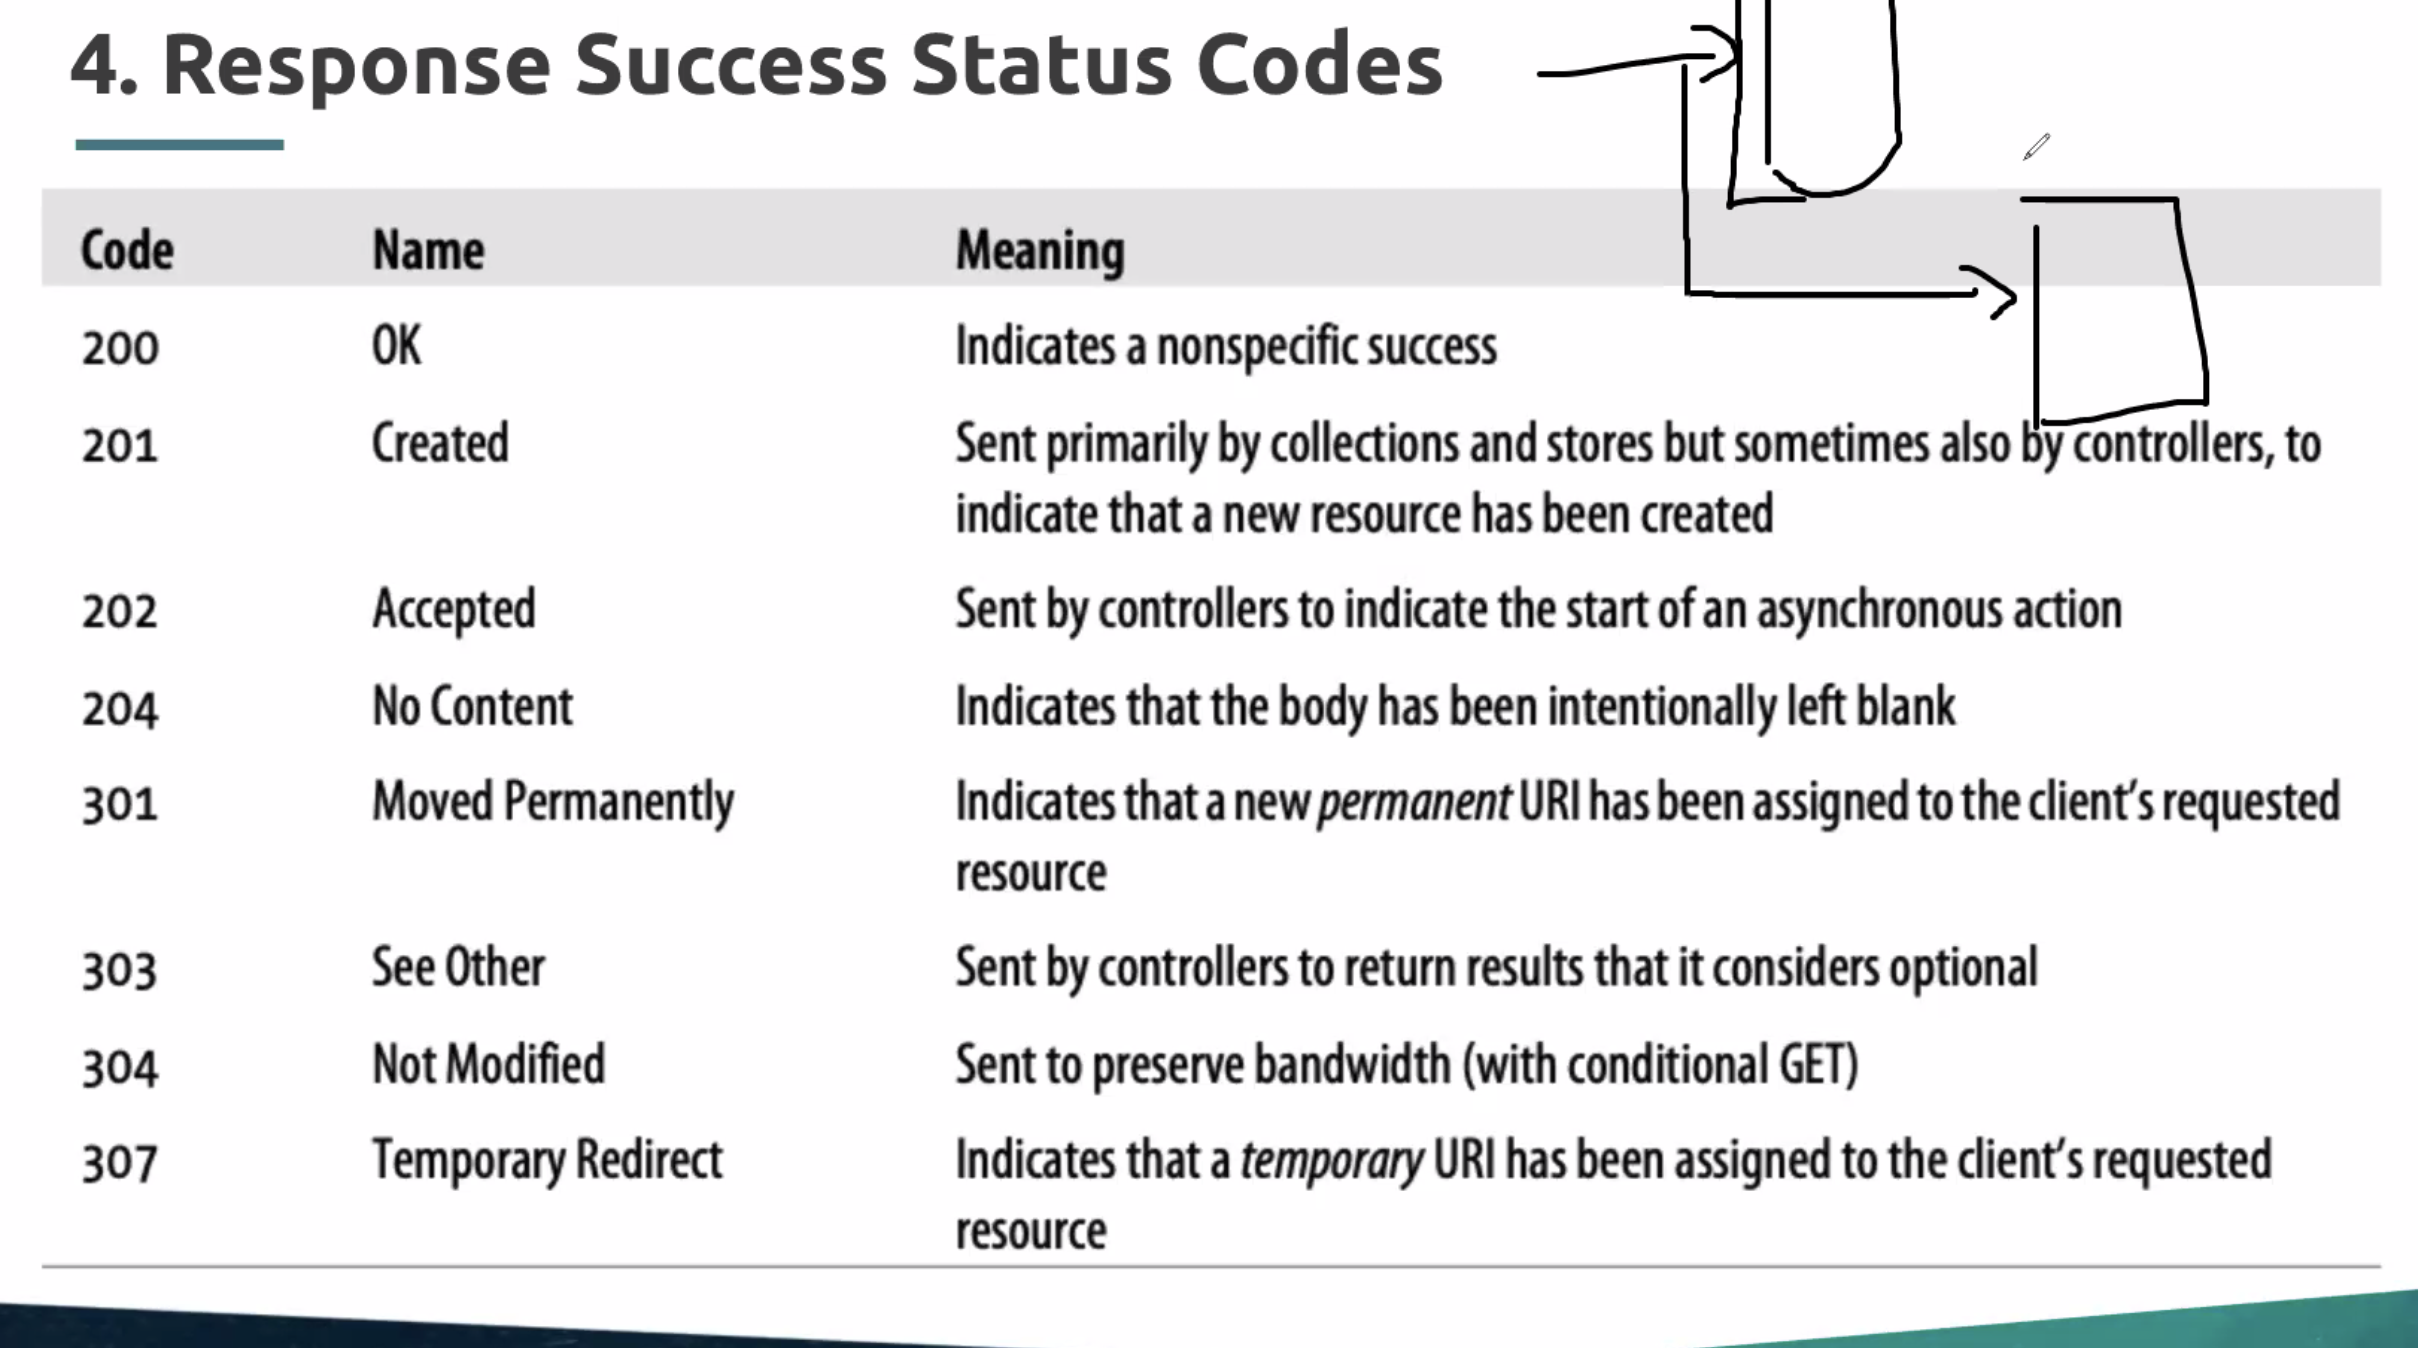 4. Response Success Status Codes
Code Name Meaning
200 OK Indicates a nonspecific success
201 Created Sent primarily by collections and stores but sometimes also by controllers, to
indicate that a new resource has been created
202 Accepted Sent by controllers to indicate the start of an asynchronous action
204 No Content Indicates that the body has been intentionally left blank
301 Moved Permanently Indicates that a new permanent URI has been assigned to the client’s requested
resource
303 See Other Sent by controllers to return results that it considers optional
304 Not Modified Sent to preserve bandwidth (with conditional GET)
307 Temporary Redirect Indicates that a temporary URI has been assigned to the client’s requested
resource